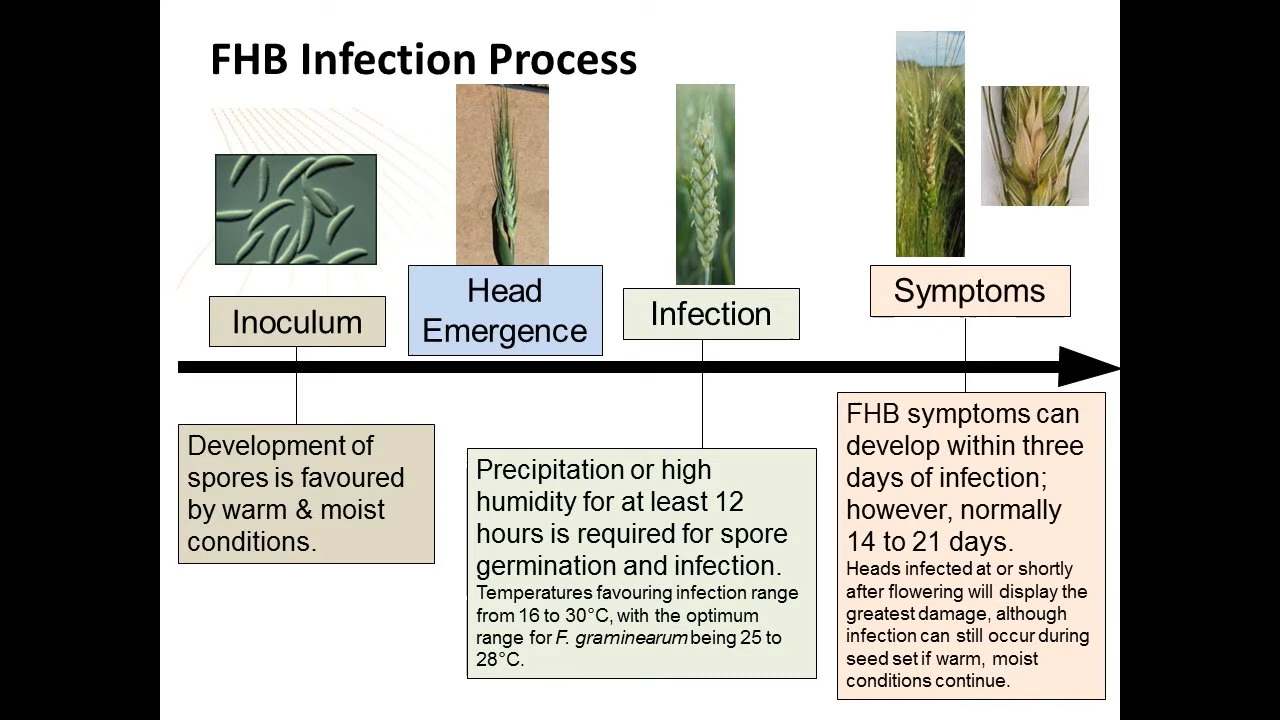 FHB Infection Process
Inoculum
Head
Emergence
Infection
Symptoms
Development of
spores is favoured
by warm & moist
conditions.
Precipitation or high
humidity for at least 12
hours is required for spore
germination and infection.
Temperatures favouring infection range
from 16 to 30°C, with the optimum
range for F. graminearum being 25 to
28°C.
FHB symptoms can
develop within three
days of infection;
however, normally
14 to 21 days.
Heads infected at or shortly
after flowering will display the
greatest damage, although
infection can still occur during
seed set if warm, moist
conditions continue.